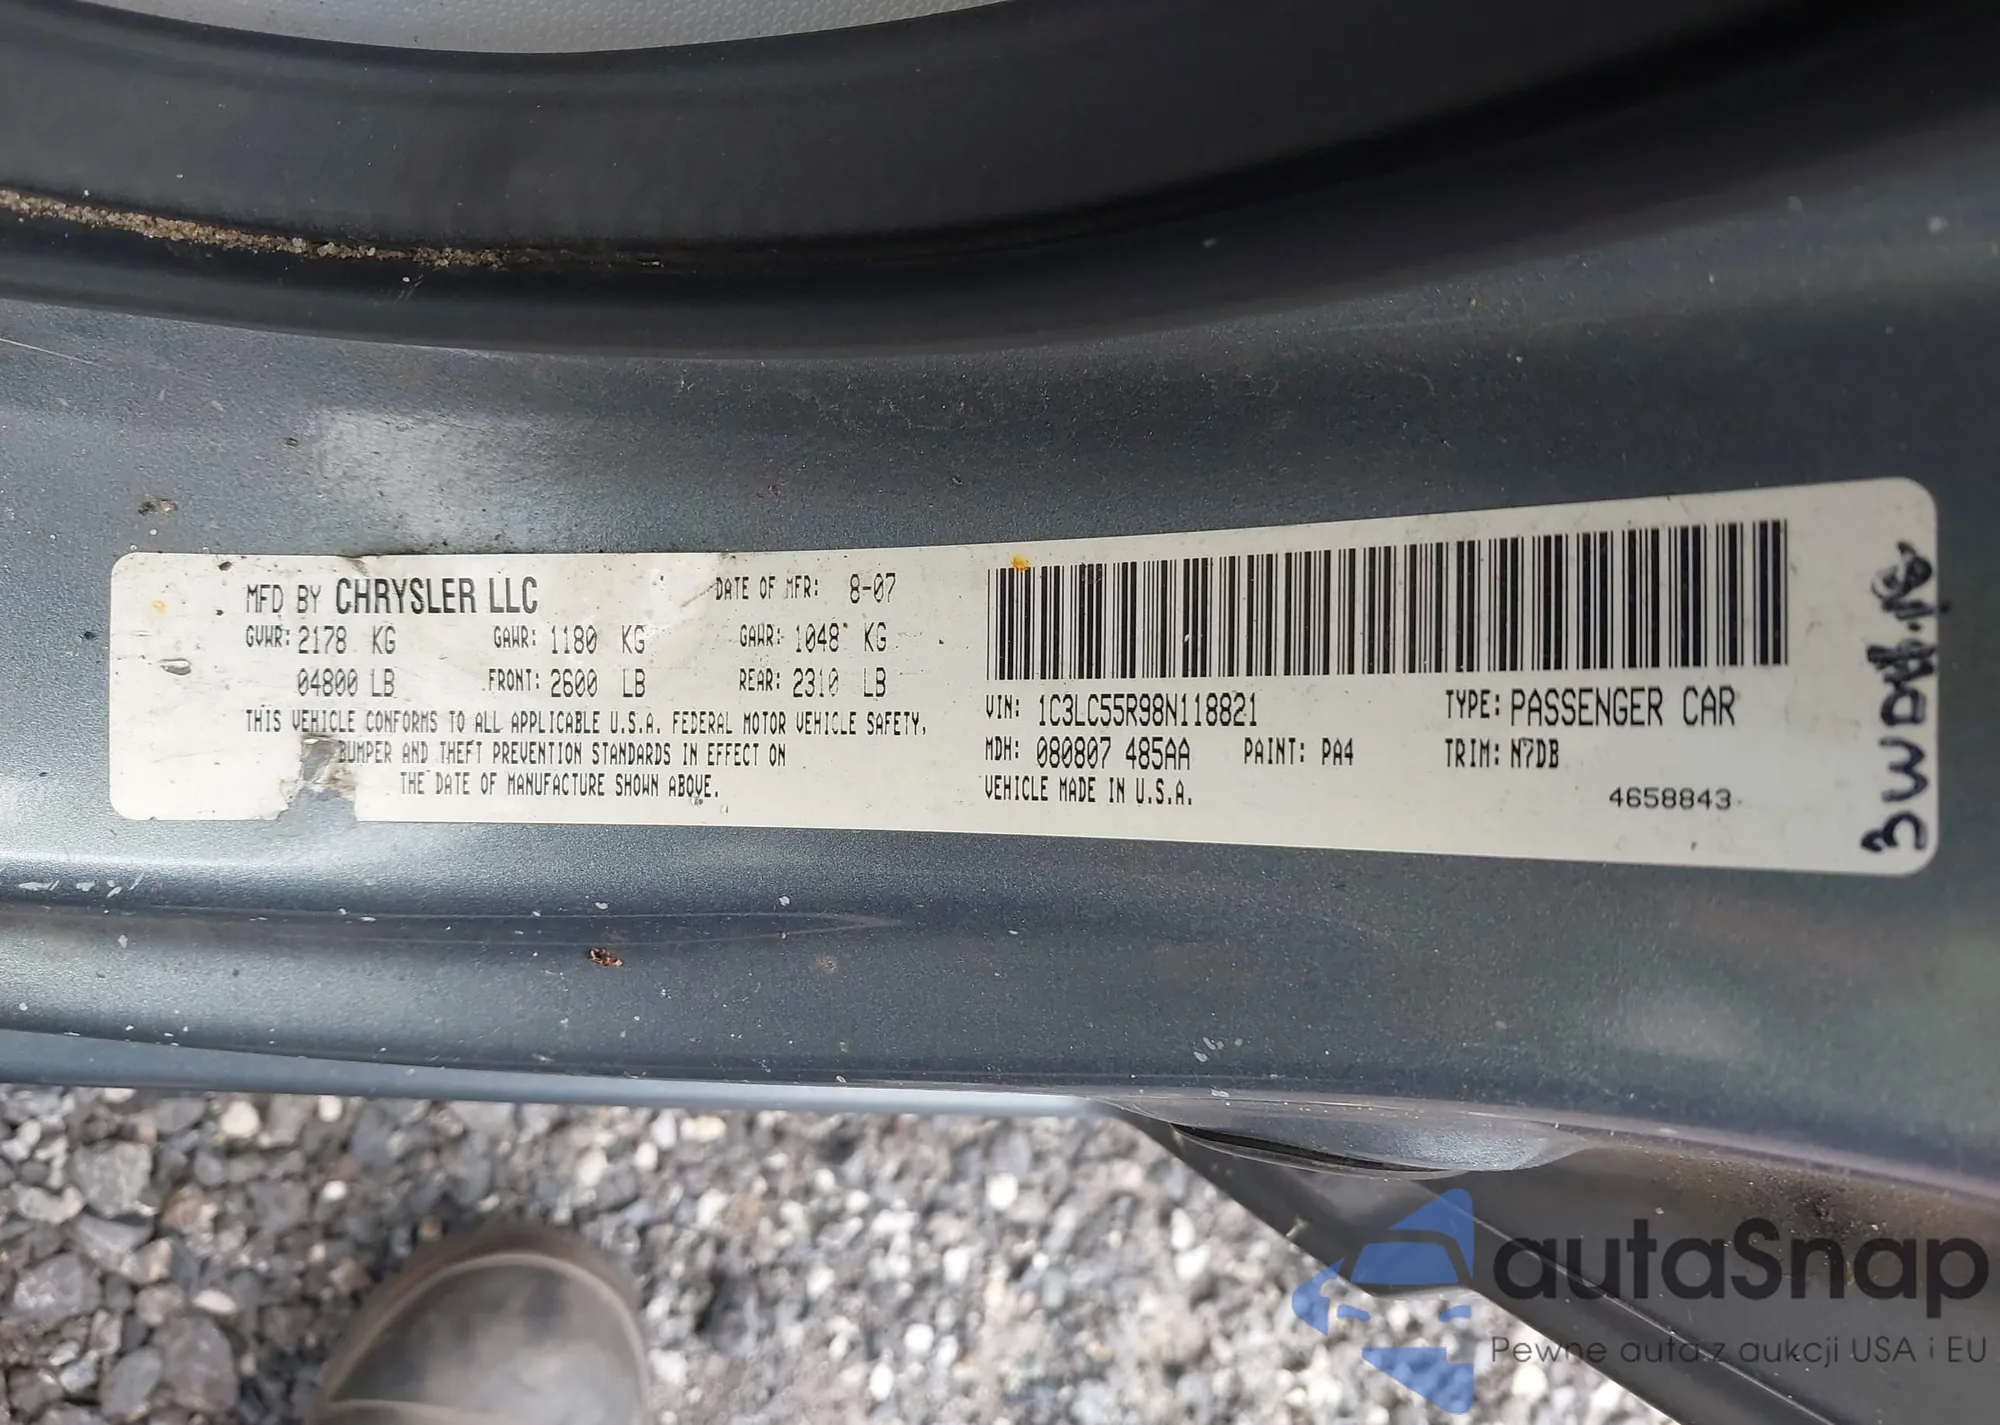 MFD BY CHRYSLER LLC DATE OF MFR: 8-07
GVWR: 2178 KG GAWR: 1180 KG GAWR: 1048 KG
04800 LB FRONT: 2600 LB REAR: 2310 LB
THIS VEHICLE CONFORMS TO ALL APPLICABLE U.S.A. FEDERAL MOTOR VEHICLE SAFETY,
BUMPER AND THEFT PREVENTION STANDARDS IN EFFECT ON
THE DATE OF MANUFACTURE SHOWN ABOVE.
VIN: 1C3LC55R98N118821 TYPE: PASSENGER CAR
MDH: 080807 485AA PAINT: PA4 TRIM: N7DB
VEHICLE MADE IN U.S.A.
4658843
autaSnap
Pewne auta z aukcji USA i EU